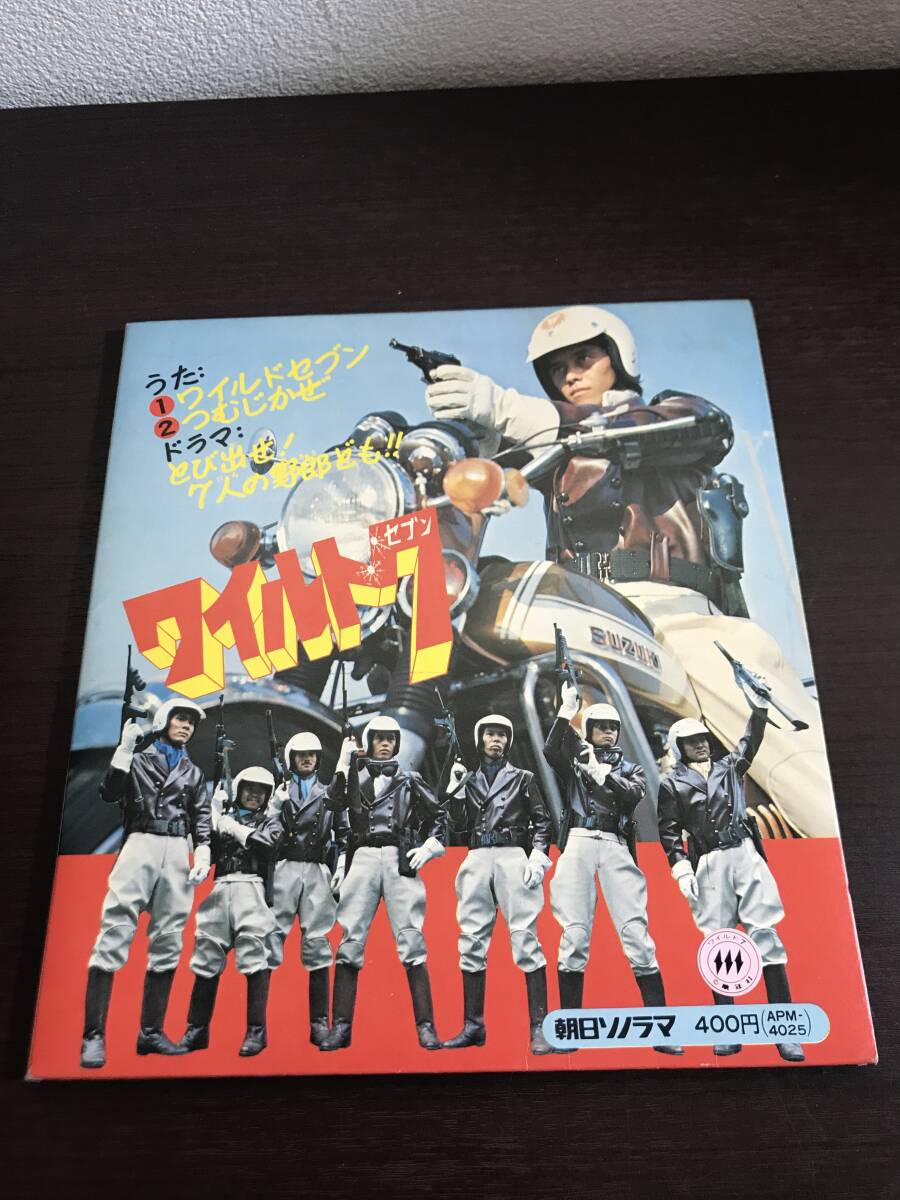 うた:
1 ワイルドセブン
2 つむじかぜ
ドラマ:
とび出せ!
7人の野郎ども!!
セブン
ワイルド7
SUZUKI
ワイルド7
朝日ソノラマ 400円(APM-4025)